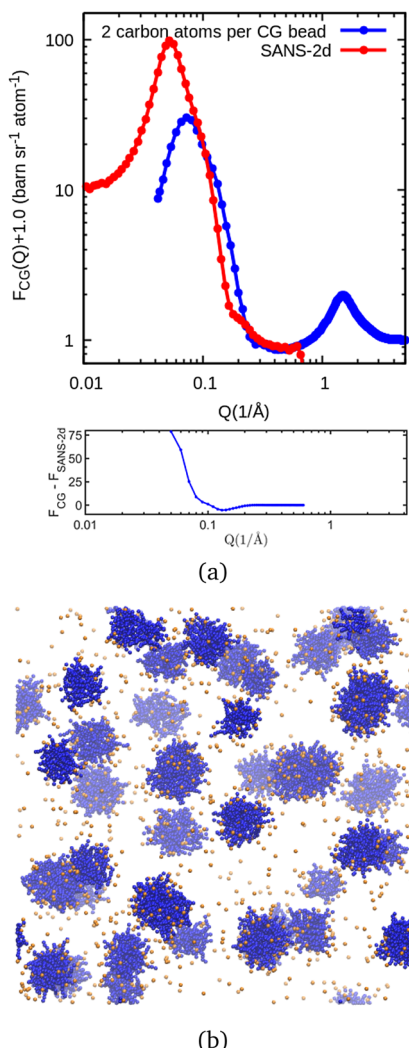 2 carbon atoms per CG bead
SANS-2d
100
10
1
F_CG(Q)+1.0 (barn sr⁻¹ atom⁻¹)
0.01 0.1 1
Q(1/Å)
75
50
25
0
F_CG - F_SANS-2d
0.01 0.1 1
Q(1/Å)
(a)
(b)